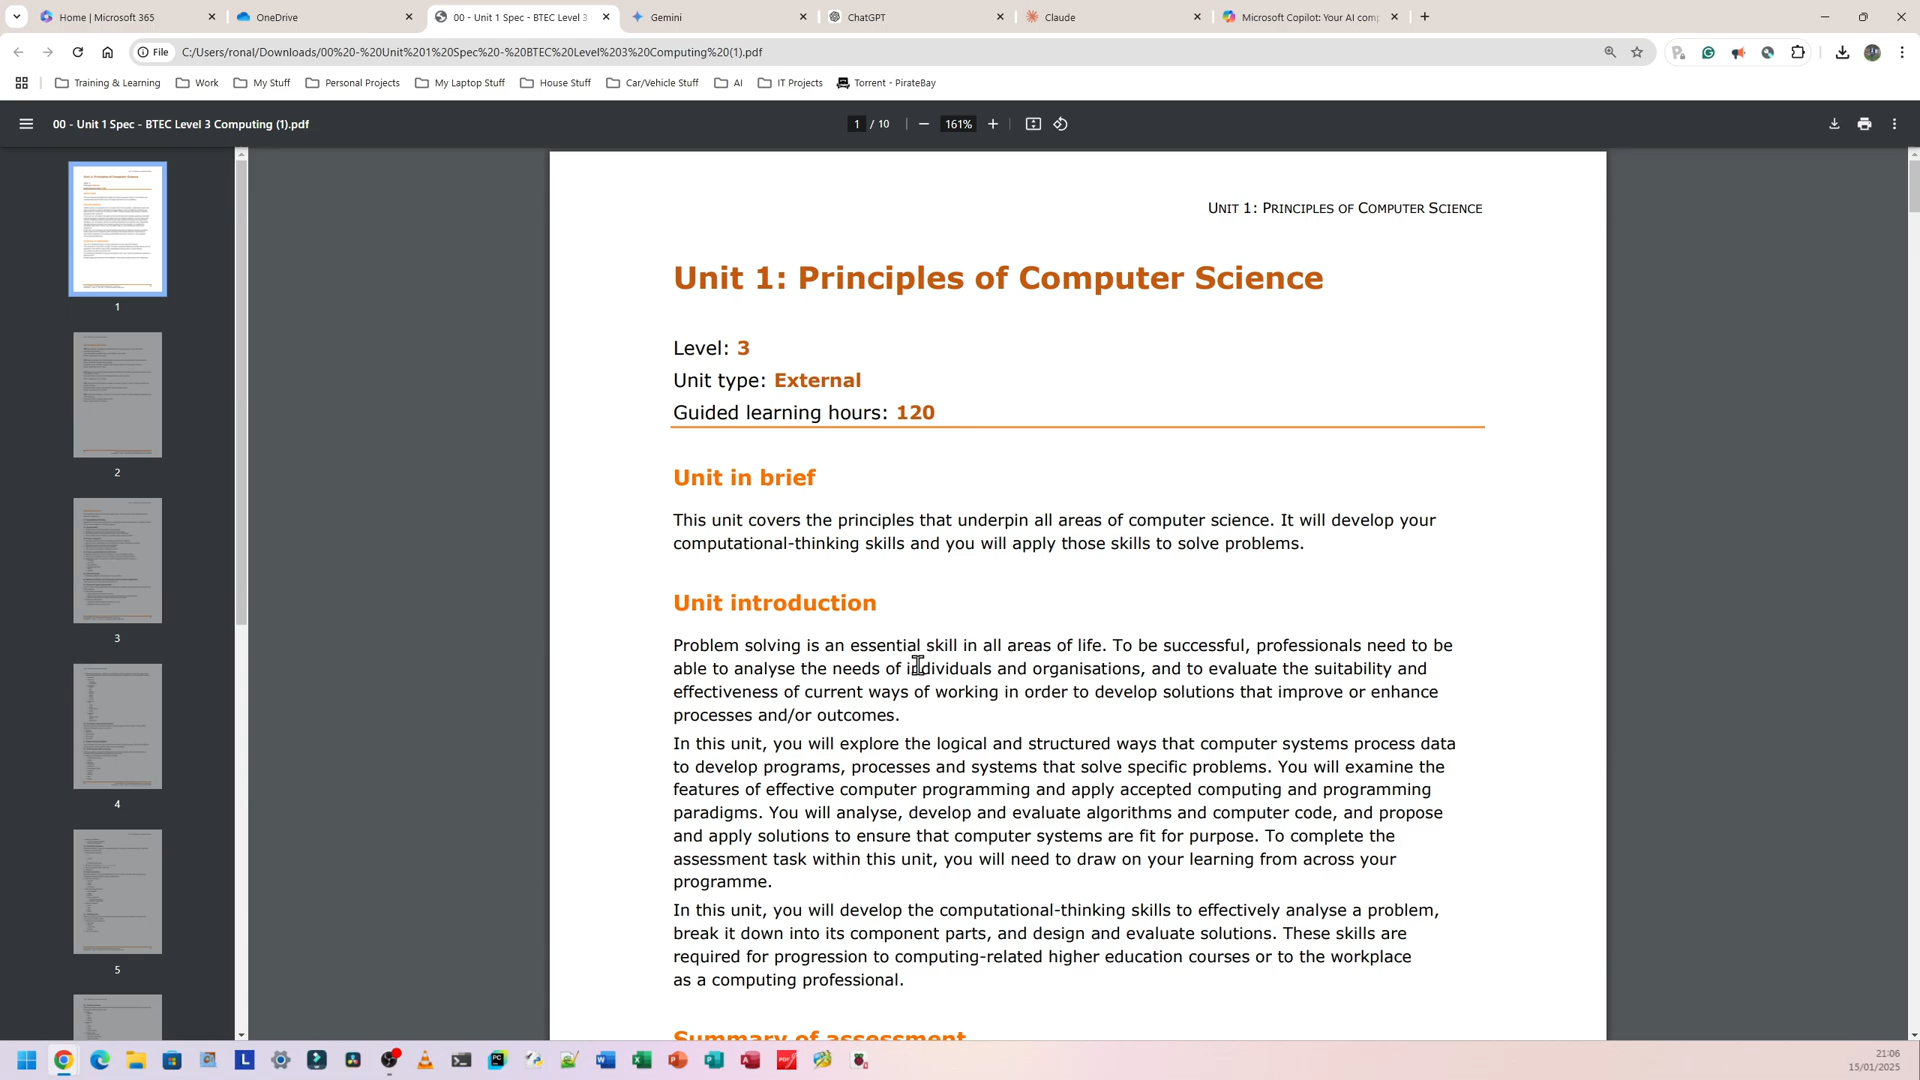 Home | Microsoft 365
OneDrive
00 - Unit 1 Spec - BTEC Level 3
Gemini
ChatGPT
Claude
Microsoft Copilot: Your AI comp
File
C:/Users/ronal/Downloads/00%20-%20Unit%201%20Spec%20-%20BTEC%20Level%203%20Computing%20(1).pdf
Training & Learning
Work
My Stuff
Personal Projects
My Laptop Stuff
House Stuff
Car/Vehicle Stuff
AI
IT Projects
Torrent - PirateBay
00 - Unit 1 Spec - BTEC Level 3 Computing (1).pdf
1 / 10
161%
1
2
3
4
5
UNIT 1: PRINCIPLES OF COMPUTER SCIENCE
Unit 1: Principles of Computer Science
Level: 3
Unit type: External
Guided learning hours: 120
Unit in brief
This unit covers the principles that underpin all areas of computer science. It will develop your
computational-thinking skills and you will apply those skills to solve problems.
Unit introduction
Problem solving is an essential skill in all areas of life. To be successful, professionals need to be
able to analyse the needs of individuals and organisations, and to evaluate the suitability and
effectiveness of current ways of working in order to develop solutions that improve or enhance
processes and/or outcomes.
In this unit, you will explore the logical and structured ways that computer systems process data
to develop programs, processes and systems that solve specific problems. You will examine the
features of effective computer programming and apply accepted computing and programming
paradigms. You will analyse, develop and evaluate algorithms and computer code, and propose
and apply solutions to ensure that computer systems are fit for purpose. To complete the
assessment task within this unit, you will need to draw on your learning from across your
programme.
In this unit, you will develop the computational-thinking skills to effectively analyse a problem,
break it down into its component parts, and design and evaluate solutions. These skills are
required for progression to computing-related higher education courses or to the workplace
as a computing professional.
Summary of assessment
21:06
15/01/2025